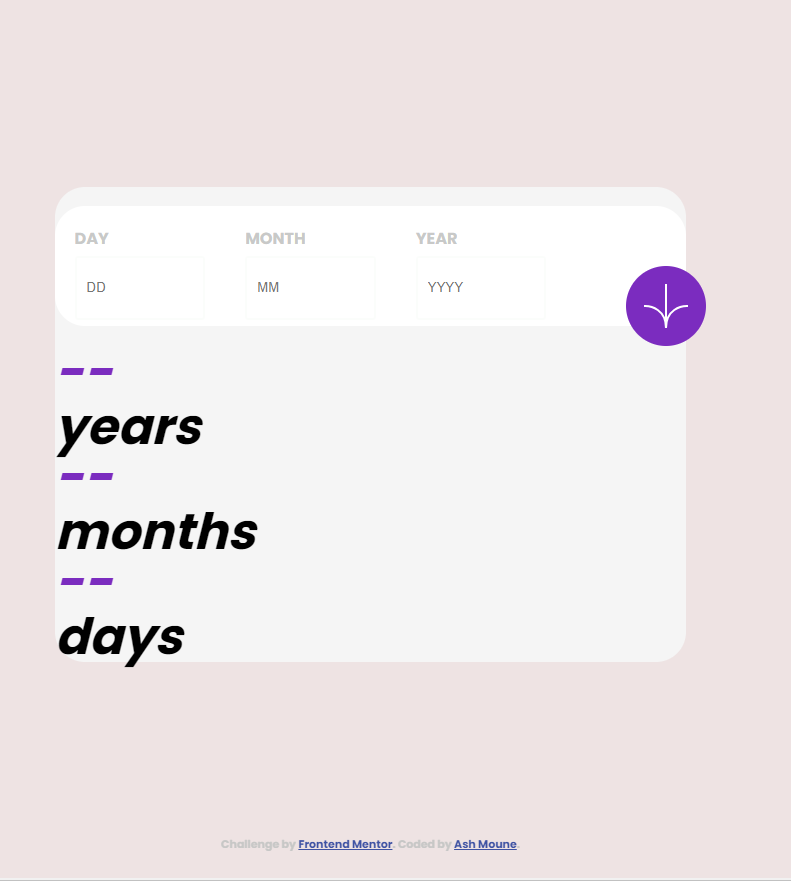 DAY MONTH YEAR
DD MM YYYY
--
years
--
months
--
days
Challenge by Frontend Mentor. Coded by Ash Moune.